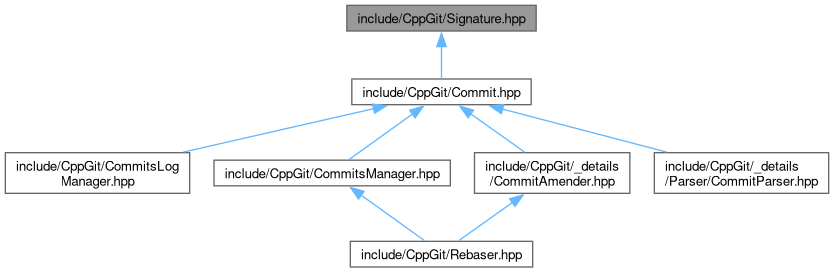 include/CppGit/Signature.hpp
include/CppGit/Commit.hpp
include/CppGit/CommitsLog
Manager.hpp
include/CppGit/CommitsManager.hpp
include/CppGit/_details
/CommitAmender.hpp
include/CppGit/_details
/Parser/CommitParser.hpp
include/CppGit/Rebaser.hpp